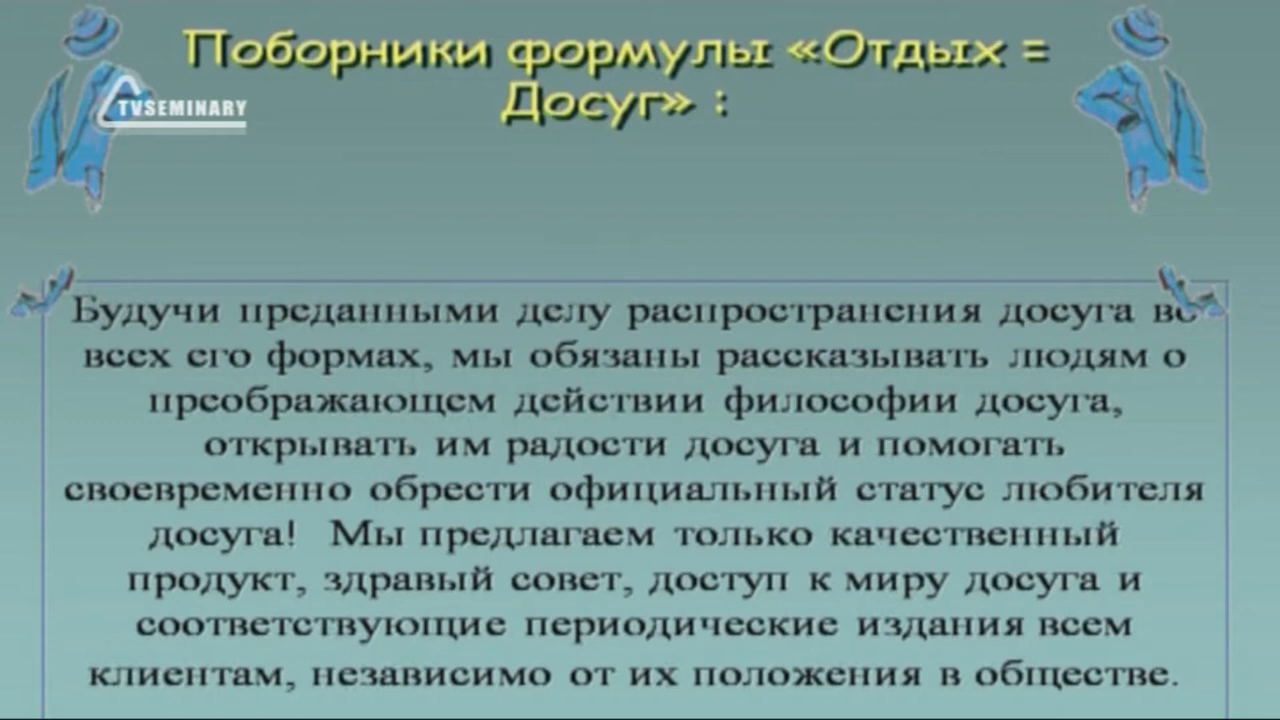 Поборники формулы «Отдых =
Досуг» :
TVSEMINARY
Будучи преданными делу распространения досуга во
всех его формах, мы обязаны рассказывать людям о
преображающем действии философии досуга,
открывать им радости досуга и помогать
своевременно обрести официальный статус любителя
досуга! Мы предлагаем только качественный
продукт, здравый совет, доступ к миру досуга и
соответствующие периодические издания всем
клиентам, независимо от их положения в обществе.